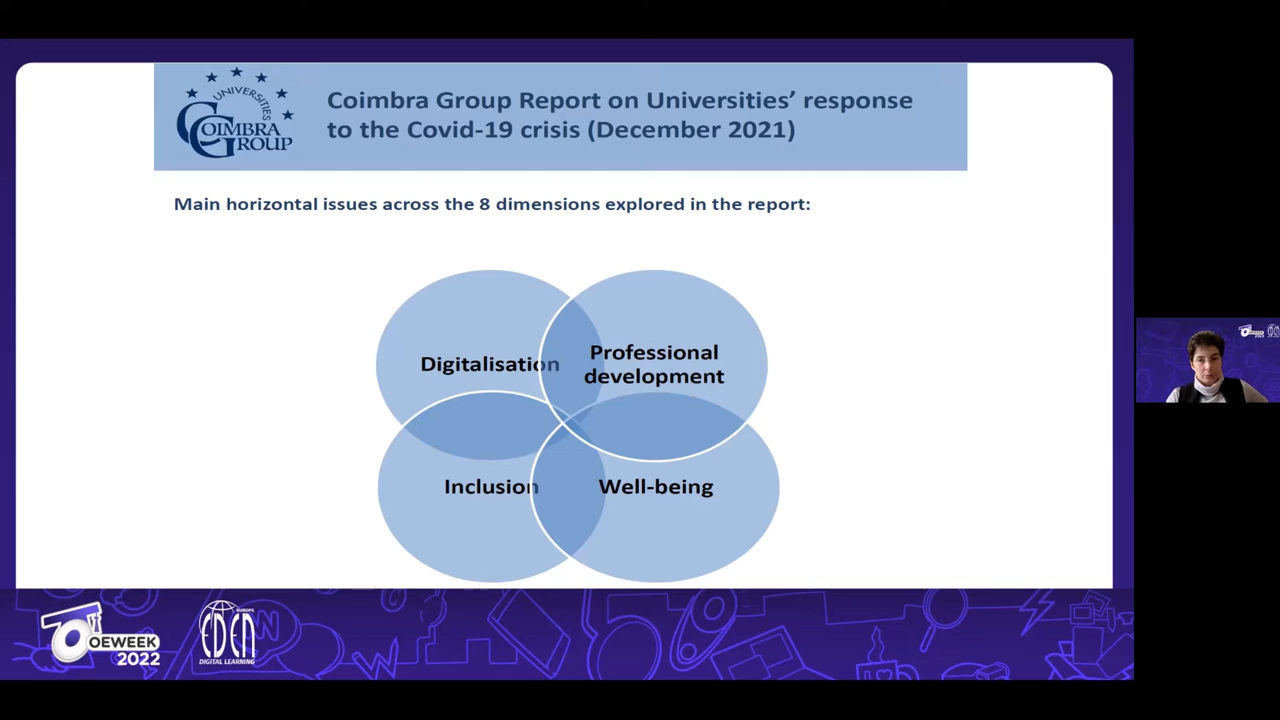 UNIVERSITIES
COIMBRA
GROUP
Coimbra Group Report on Universities' response
to the Covid-19 crisis (December 2021)
Main horizontal issues across the 8 dimensions explored in the report:
Digitalisation
Professional
development
Inclusion
Well-being
OEWEEK
2022
EUROPE
EDEN
DIGITAL LEARNING